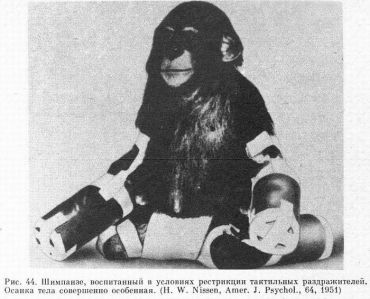 Рис. 44. Шимпанзе, воспитанный в условиях рестрикции тактильных раздражителей.
Осанка тела совершенно особенная. (H. W. Nissen, Amer. J. Psychol., 64, 1951)